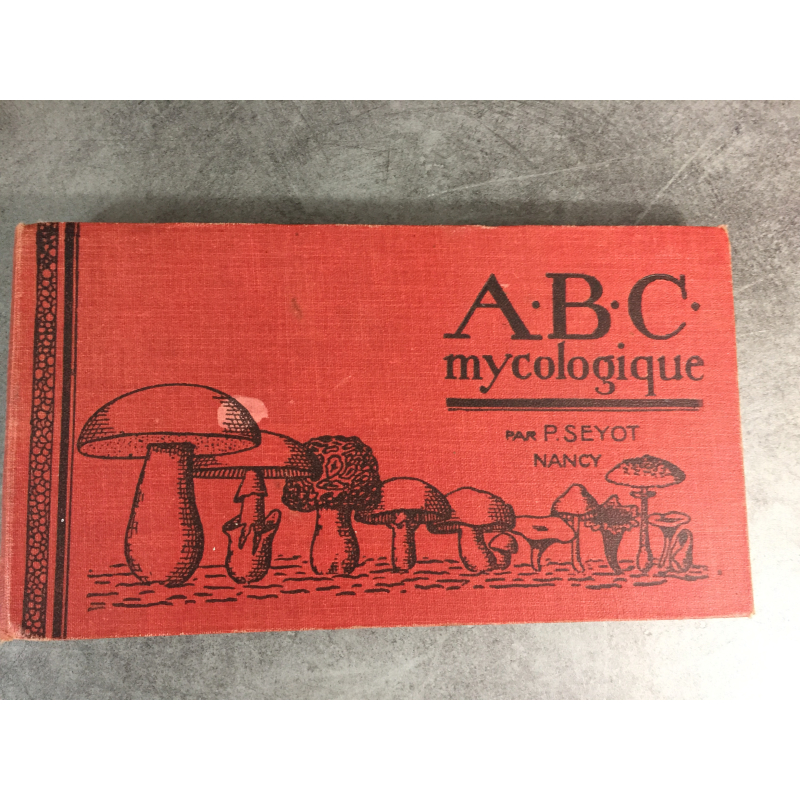 A·B·C·
mycologique
PAR P. SEYOT
NANCY